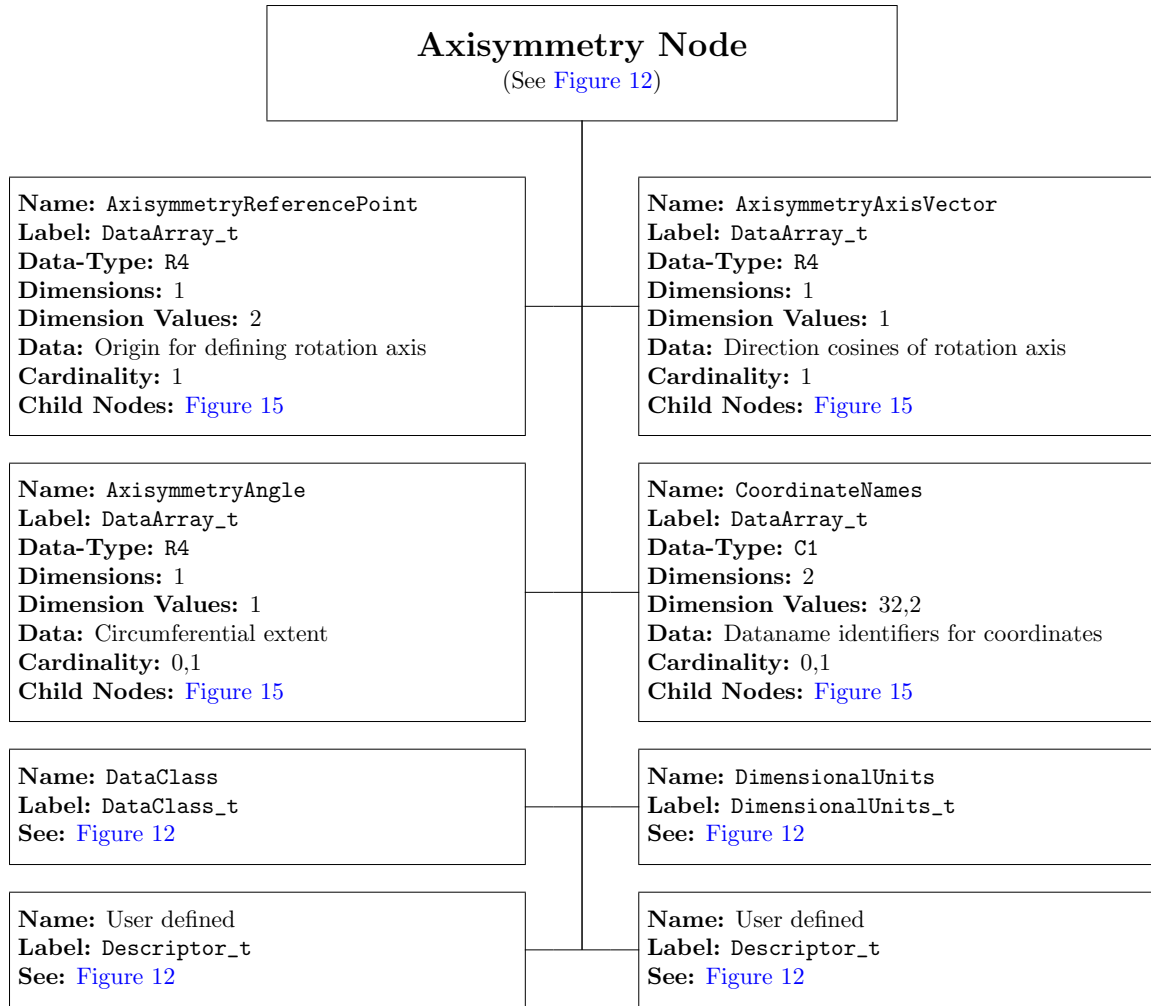 Axisymmetry Node
(See Figure 12)
Name: AxisymmetryReferencePoint
Label: DataArray_t
Data-Type: R4
Dimensions: 1
Dimension Values: 2
Data: Origin for defining rotation axis
Cardinality: 1
Child Nodes: Figure 15
Name: AxisymmetryAxisVector
Label: DataArray_t
Data-Type: R4
Dimensions: 1
Dimension Values: 1
Data: Direction cosines of rotation axis
Cardinality: 1
Child Nodes: Figure 15
Name: AxisymmetryAngle
Label: DataArray_t
Data-Type: R4
Dimensions: 1
Dimension Values: 1
Data: Circumferential extent
Cardinality: 0,1
Child Nodes: Figure 15
Name: CoordinateNames
Label: DataArray_t
Data-Type: C1
Dimensions: 2
Dimension Values: 32,2
Data: Dataname identifiers for coordinates
Cardinality: 0,1
Child Nodes: Figure 15
Name: DataClass
Label: DataClass_t
See: Figure 12
Name: DimensionalUnits
Label: DimensionalUnits_t
See: Figure 12
Name: User defined
Label: Descriptor_t
See: Figure 12
Name: User defined
Label: Descriptor_t
See: Figure 12